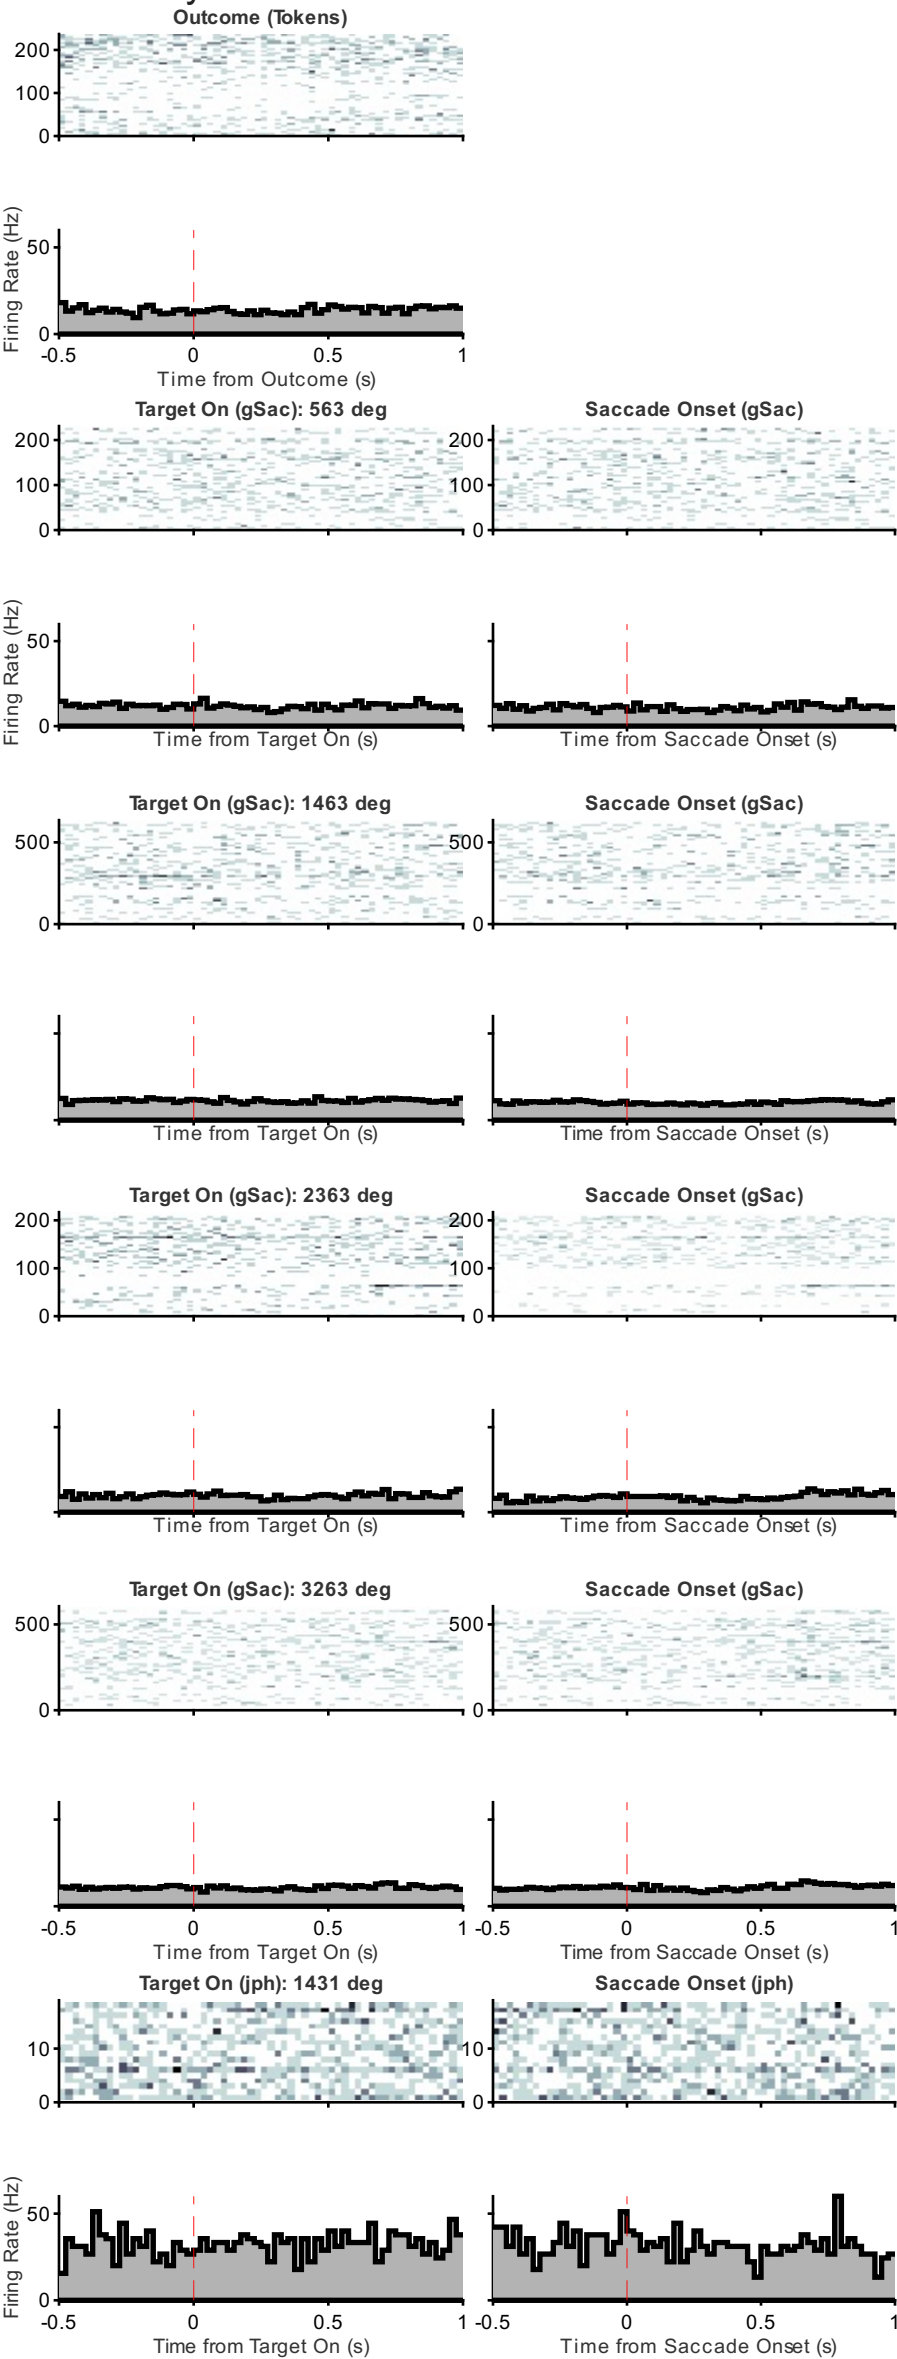 Outcome (Tokens)
200
100
0
Firing Rate (Hz)
50
0
-0.5 0 0.5 1
Time from Outcome (s)
Target On (gSac): 563 deg Saccade Onset (gSac)
200 200
100 100
0 0
Firing Rate (Hz)
50
0
Time from Target On (s) Time from Saccade Onset (s)
Target On (gSac): 1463 deg Saccade Onset (gSac)
500 500
0 0
Time from Target On (s) Time from Saccade Onset (s)
Target On (gSac): 2363 deg Saccade Onset (gSac)
200 200
100 100
0 0
Time from Target On (s) Time from Saccade Onset (s)
Target On (gSac): 3263 deg Saccade Onset (gSac)
500 500
0 0
-0.5 0 0.5 1 -0.5 0 0.5 1
Time from Target On (s) Time from Saccade Onset (s)
Target On (jph): 1431 deg Saccade Onset (jph)
10 10
0 0
Firing Rate (Hz)
50
0
-0.5 0 0.5 1 -0.5 0 0.5 1
Time from Target On (s) Time from Saccade Onset (s)